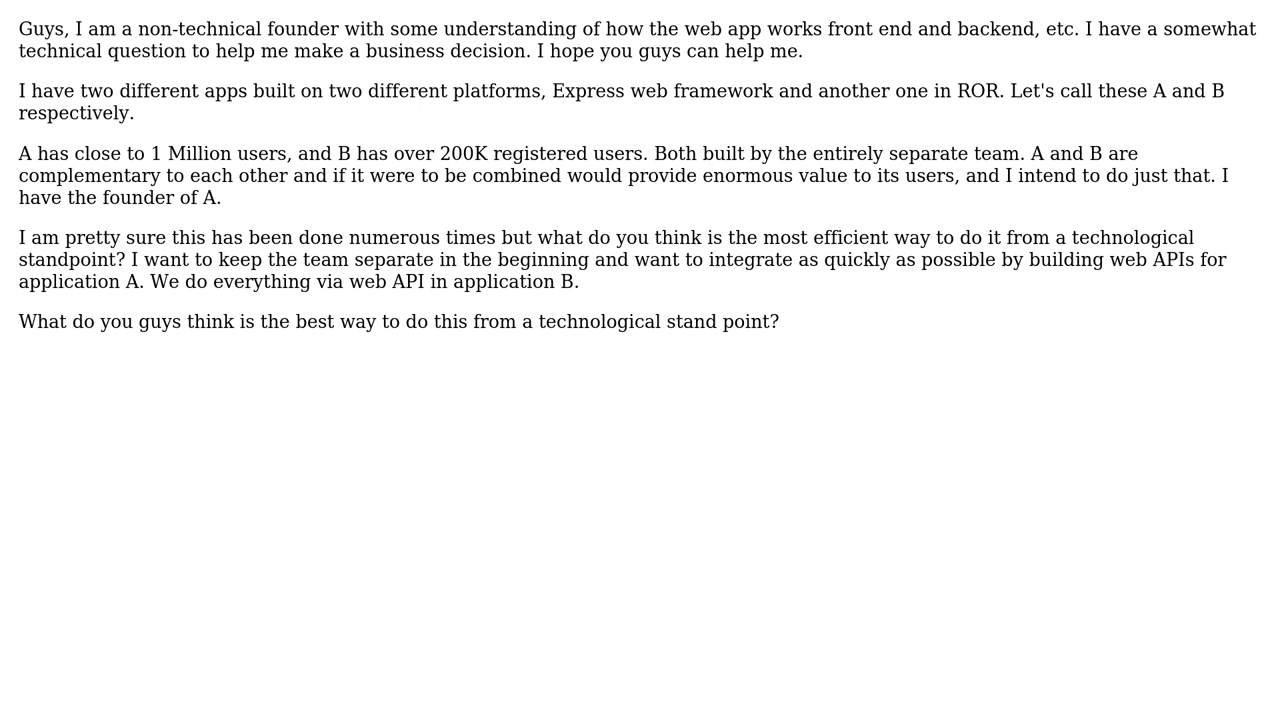 Guys, I am a non-technical founder with some understanding of how the web app works front end and backend, etc. I have a somewhat
technical question to help me make a business decision. I hope you guys can help me.
I have two different apps built on two different platforms, Express web framework and another one in ROR. Let's call these A and B
respectively.
A has close to 1 Million users, and B has over 200K registered users. Both built by the entirely separate team. A and B are
complementary to each other and if it were to be combined would provide enormous value to its users, and I intend to do just that. I
have the founder of A.
I am pretty sure this has been done numerous times but what do you think is the most efficient way to do it from a technological
standpoint? I want to keep the team separate in the beginning and want to integrate as quickly as possible by building web APIs for
application A. We do everything via web API in application B.
What do you guys think is the best way to do this from a technological stand point?